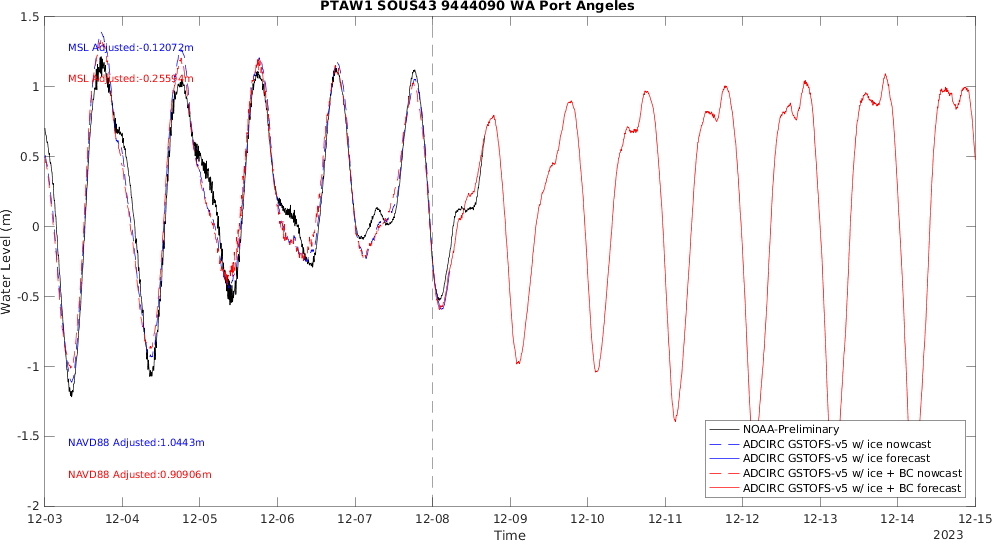 PTAW1 SOUS43 9444090 WA Port Angeles
1.5
1
0.5
0
-0.5
-1
-1.5
-2
Water Level (m)
MSL Adjusted:-0.12072m
MSL Adjusted:-0.25594m
NAVD88 Adjusted:1.0443m
NAVD88 Adjusted:0.90906m
NOAA-Preliminary
ADCIRC GSTOFS-v5 w/ ice nowcast
ADCIRC GSTOFS-v5 w/ ice forecast
ADCIRC GSTOFS-v5 w/ ice + BC nowcast
ADCIRC GSTOFS-v5 w/ ice + BC forecast
12-03 12-04 12-05 12-06 12-07 12-08 12-09 12-10 12-11 12-12 12-13 12-14 12-15
Time
2023